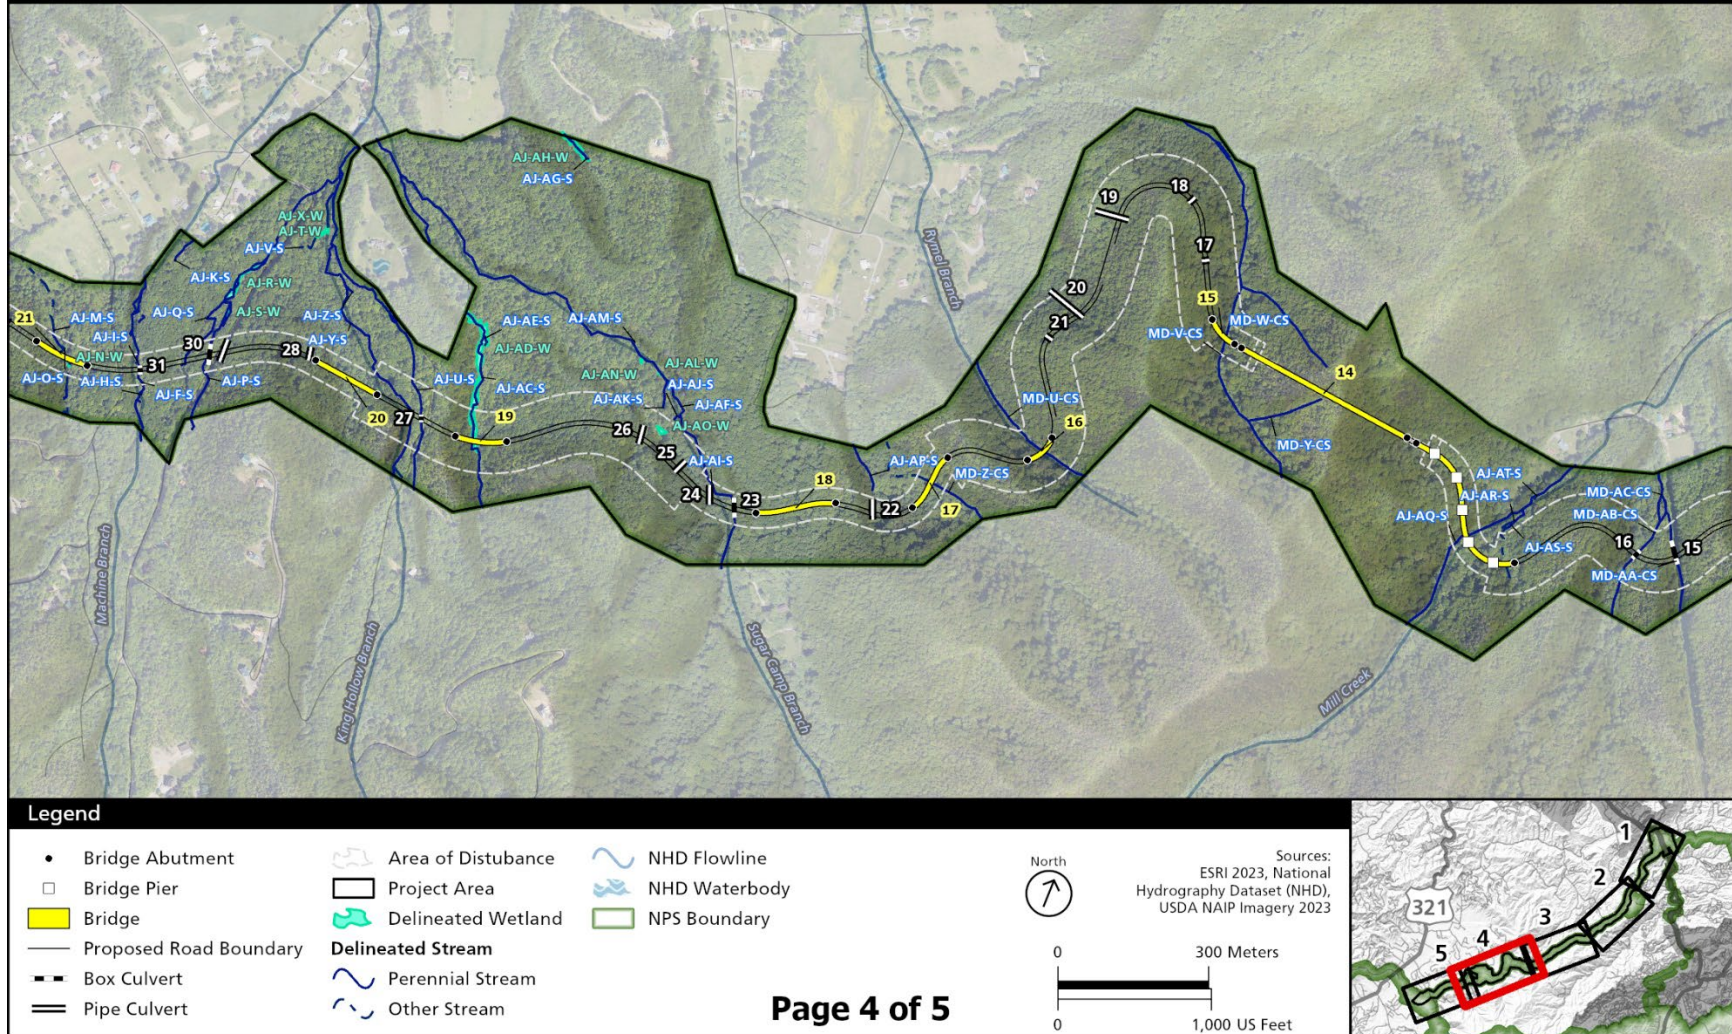 AJ-AH-W
AJ-AG-S
AJ-X-W
AJ-T-W
AJ-V-S
AJ-K-S
AJ-R-W
AJ-Q-S
AJ-S-W
AJ-Z-S
AJ-M-S
AJ-I-S
AJ-N-W
AJ-O-S
AJ-H-S
AJ-F-S
AJ-P-S
AJ-Y-S
AJ-U-S
AJ-AE-S
AJ-AD-W
AJ-AC-S
AJ-AM-S
AJ-AN-W
AJ-AL-W
AJ-AJ-S
AJ-AK-S
AJ-AF-S
AJ-AO-W
AJ-AI-S
AJ-AP-S
MD-Z-CS
MD-U-CS
MD-V-CS
MD-W-CS
MD-Y-CS
AJ-AT-S
AJ-AR-S
AJ-AQ-S
AJ-AS-S
MD-AC-CS
MD-AB-CS
MD-AA-CS
21
31
30
28
20
27
19
26
25
24
23
18
22
17
16
21
20
19
18
17
15
14
16
15
Machine Branch
King Hollow Branch
Sugar Camp Branch
Rymel Branch
Mill Creek
Legend
Bridge Abutment
Bridge Pier
Bridge
Proposed Road Boundary
Box Culvert
Pipe Culvert
Area of Distubance
Project Area
Delineated Wetland
Delineated Stream
Perennial Stream
Other Stream
NHD Flowline
NHD Waterbody
NPS Boundary
North
Sources:
ESRI 2023, National
Hydrography Dataset (NHD),
USDA NAIP Imagery 2023
0 300 Meters
0 1,000 US Feet
Page 4 of 5
1
2
3
4
5
321